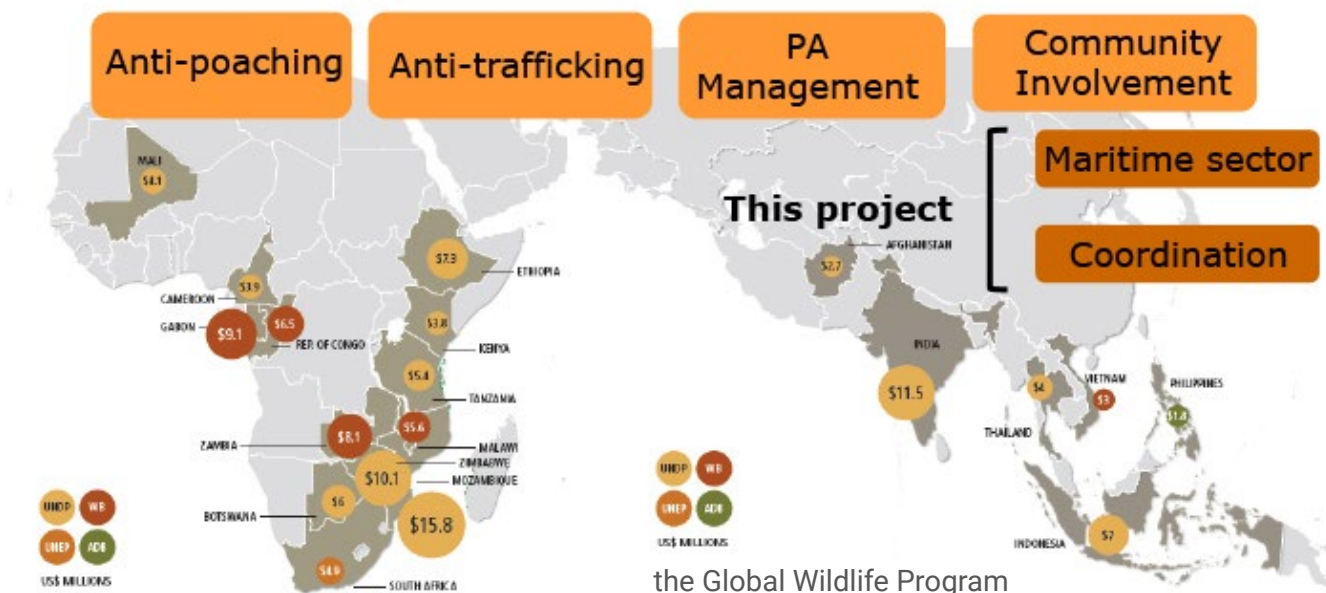 Anti-poaching
Anti-trafficking
PA
Management
Community
Involvement
Maritime sector
This project
Coordination
MALI
$4.1
$7.3
ETHIOPIA
$3.9
CAMEROON
GABON
$9.1
$6.5
REP. OF CONGO
$3.8
KENYA
$5.4
TANZANIA
$8.1
$5.6
ZAMBIA
MALAWI
ZIMBABWE
$10.1
MOZAMBIQUE
$6
BOTSWANA
$15.8
$4.9
SOUTH AFRICA
UNDP
WB
UNEP
ADB
US$ MILLIONS
AFGHANISTAN
$2.7
INDIA
$11.5
$4
VIETNAM
$3
PHILIPPINES
$1.8
THAILAND
INDONESIA
$7
UNDP
WB
UNEP
ADB
US$ MILLIONS
the Global Wildlife Program